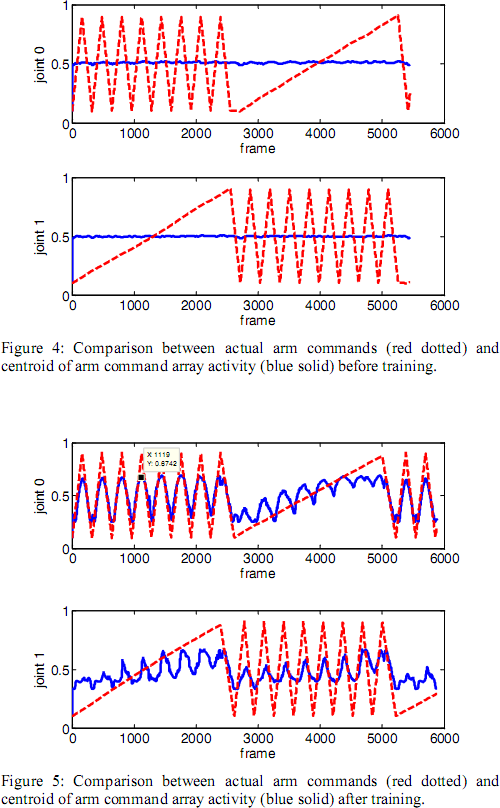 1
joint 0
0.5
0
0 1000 2000 3000 4000 5000 6000
frame
1
joint 1
0.5
0
0 1000 2000 3000 4000 5000 6000
frame
Figure 4: Comparison between actual arm commands (red dotted) and
centroid of arm command array activity (blue solid) before training.
1
X 1119
Y: 0.6742
joint 0
0.5
0
0 1000 2000 3000 4000 5000 6000
frame
1
joint 1
0.5
0
0 1000 2000 3000 4000 5000 6000
frame
Figure 5: Comparison between actual arm commands (red dotted) and
centroid of arm command array activity (blue solid) after training.